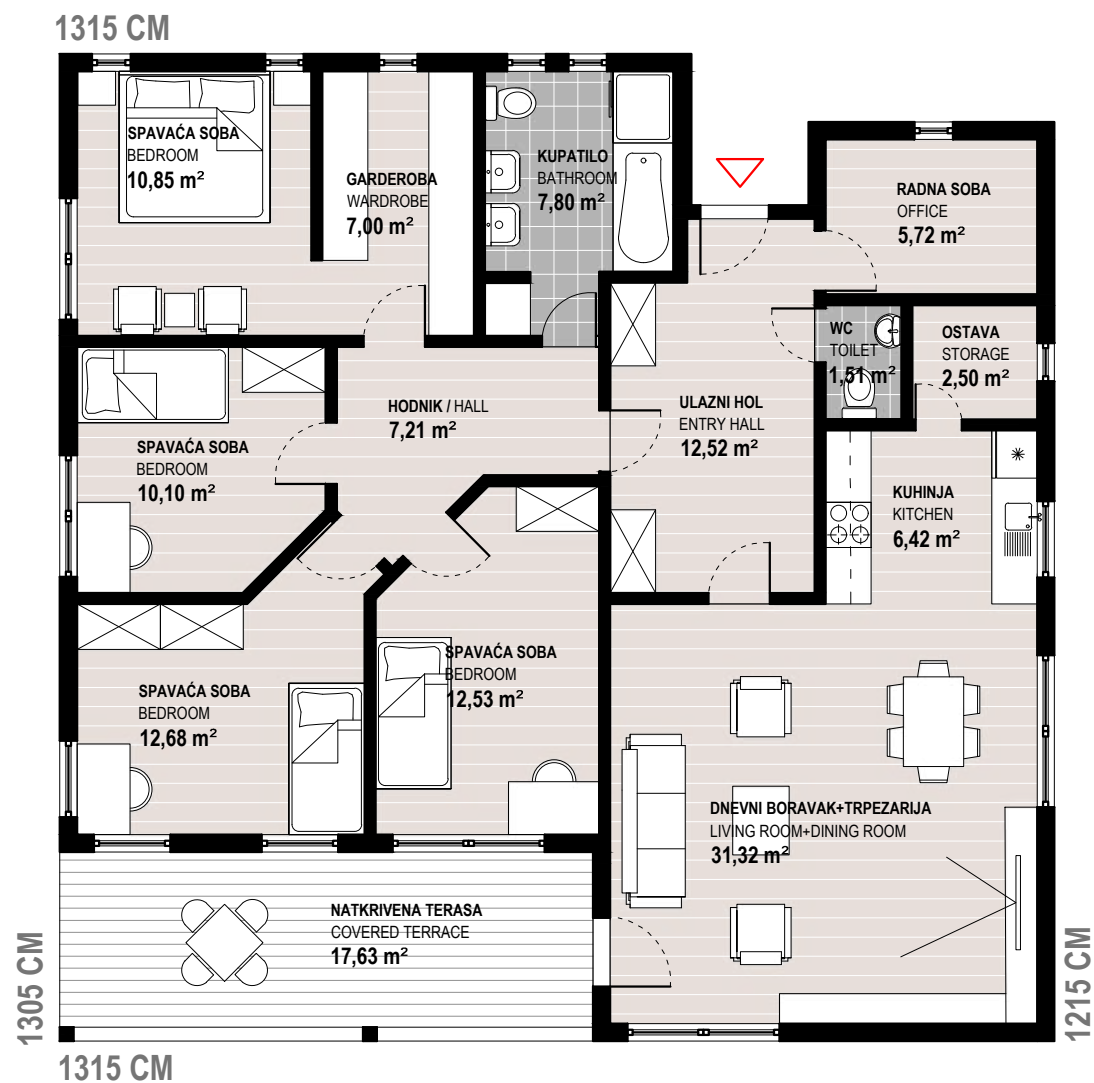 1315 CM
SPAVAĆA SOBA
BEDROOM
10,85 m²
GARDEROBA
WARDROBE
7,00 m²
KUPATILO
BATHROOM
7,80 m²
RADNA SOBA
OFFICE
5,72 m²
WC
TOILET
1,51 m²
OSTAVA
STORAGE
2,50 m²
HODNIK / HALL
7,21 m²
ULAZNI HOL
ENTRY HALL
12,52 m²
SPAVAĆA SOBA
BEDROOM
10,10 m²
KUHINJA
KITCHEN
6,42 m²
SPAVAĆA SOBA
BEDROOM
12,68 m²
SPAVAĆA SOBA
BEDROOM
12,53 m²
DNEVNI BORAVAK+TRPEZARIJA
LIVING ROOM+DINING ROOM
31,32 m²
NATKRIVENA TERASA
COVERED TERRACE
17,63 m²
1305 CM
1215 CM
1315 CM